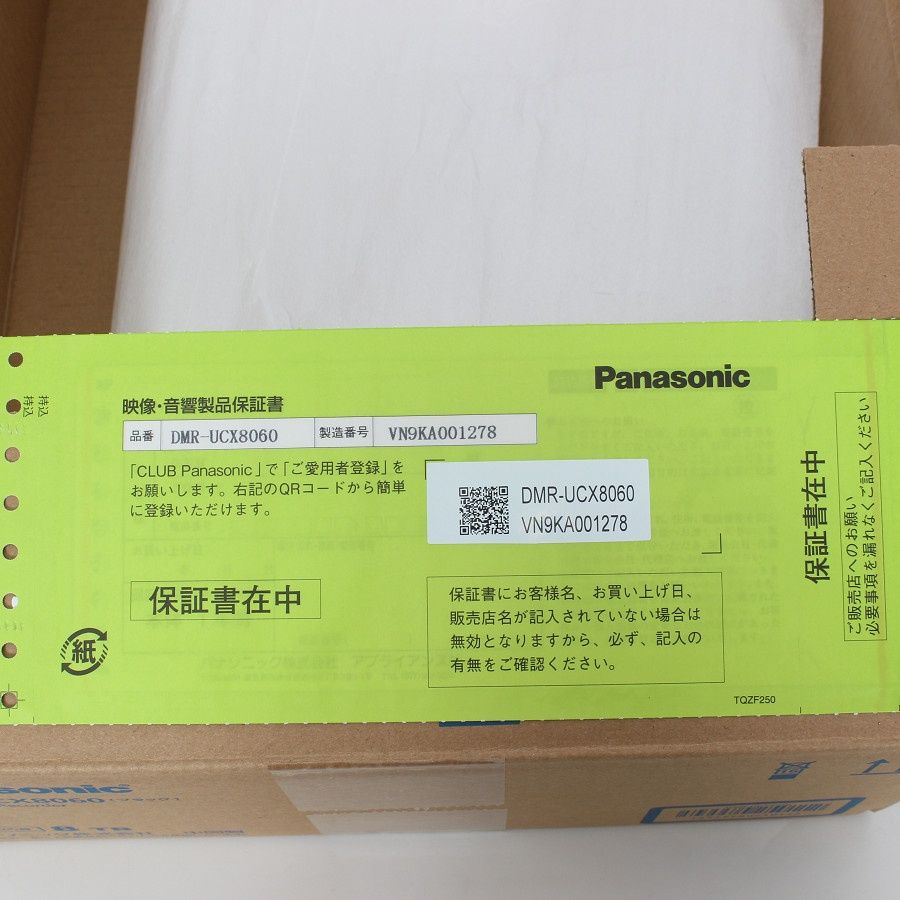 Panasonic
映像・音響製品保証書
品番 DMR-UCX8060 製造番号 VN9KA001278
「CLUB Panasonic」で「ご愛用者登録」を
お願いします。右記のQRコードから簡単
に登録いただけます。
DMR-UCX8060
VN9KA001278
保証書在中
保証書にお客様名、お買い上げ日、
販売店名が記入されていない場合は
無効となりますから、必ず、記入の
有無をご確認ください。
保証書在中
ご販売店へのお願い
必要事項を漏れなくご記入ください
持込
持込
紙
TQZF250
sonic
CX8060